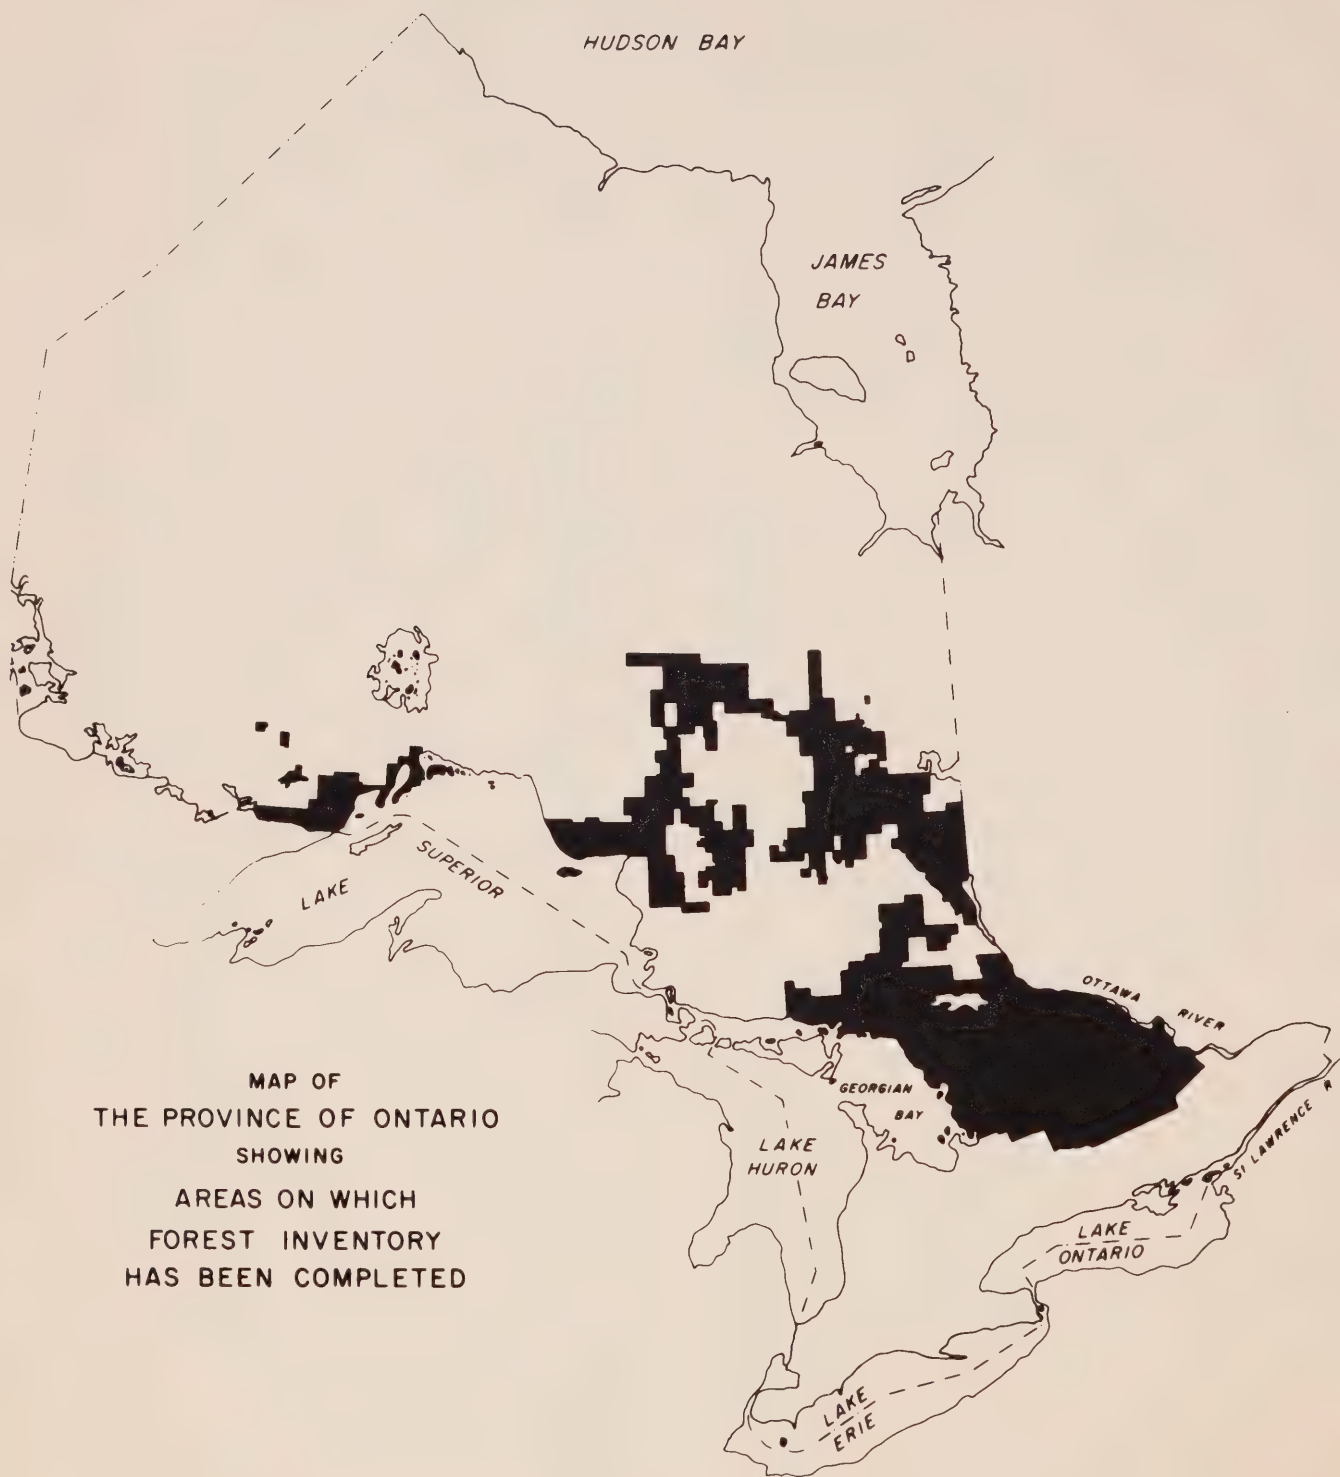 HUDSON BAY
JAMES
BAY
LAKE
SUPERIOR
OTTAWA
RIVER
GEORGIAN
BAY
LAKE
HURON
ST LAWRENCE R
LAKE
ONTARIO
LAKE
ERIE
MAP OF
THE PROVINCE OF ONTARIO
SHOWING
AREAS ON WHICH
FOREST INVENTORY
HAS BEEN COMPLETED